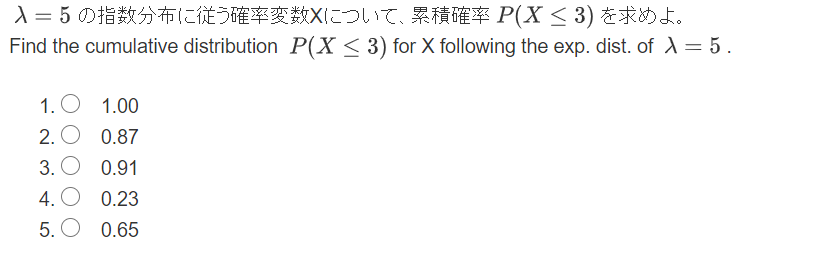 λ = 5 の指数分布に従う確率変数Xについて、累積確率 P(X ≤ 3) を求めよ。
Find the cumulative distribution P(X ≤ 3) for X following the exp. dist. of λ = 5 .
1. 1.00
2. 0.87
3. 0.91
4. 0.23
5. 0.65